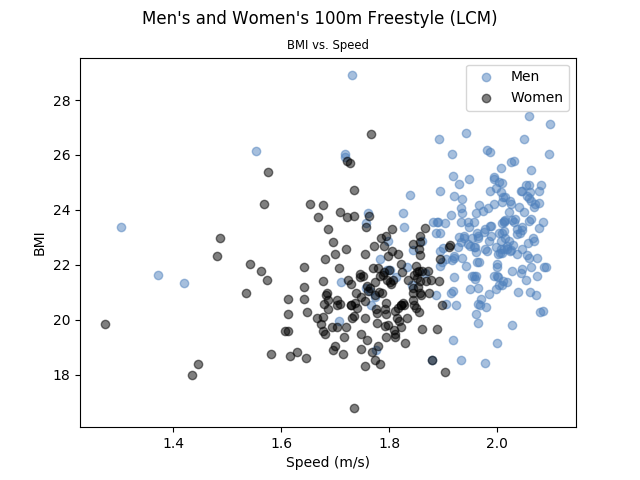 Men's and Women's 100m Freestyle (LCM)
BMI vs. Speed
Men
Women
28
26
24
22
20
18
BMI
1.4 1.6 1.8 2.0
Speed (m/s)